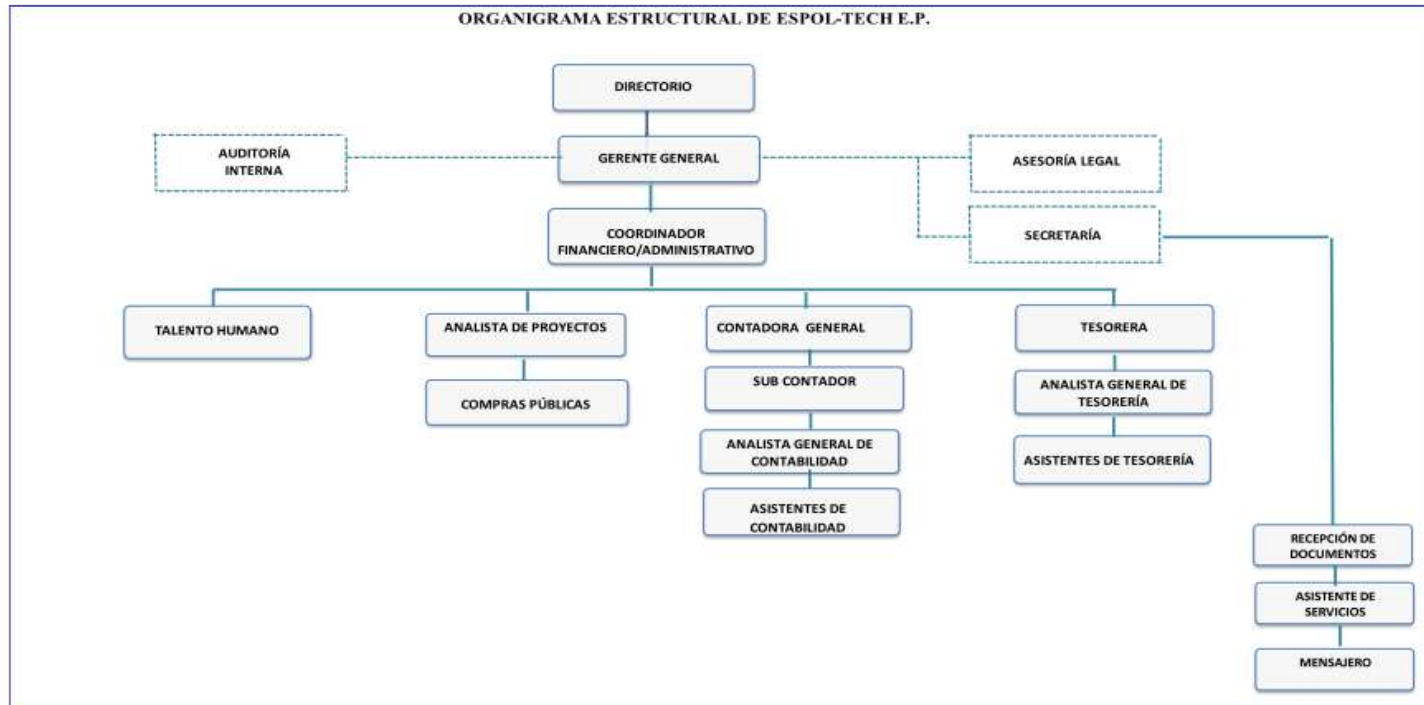 ORGANIGRAMA ESTRUCTURAL DE ESPOL-TECH E.P.
DIRECTORIO
AUDITORÍA
INTERNA
GERENTE GENERAL
ASESORÍA LEGAL
COORDINADOR
FINANCIERO/ADMINISTRATIVO
SECRETARÍA
TALENTO HUMANO
ANALISTA DE PROYECTOS
CONTADORA GENERAL
TESORERA
COMPRAS PÚBLICAS
SUB CONTADOR
ANALISTA GENERAL DE
TESORERÍA
ANALISTA GENERAL DE
CONTABILIDAD
ASISTENTES DE TESORERÍA
ASISTENTES DE
CONTABILIDAD
RECEPCIÓN DE
DOCUMENTOS
ASISTENTE DE
SERVICIOS
MENSAJERO